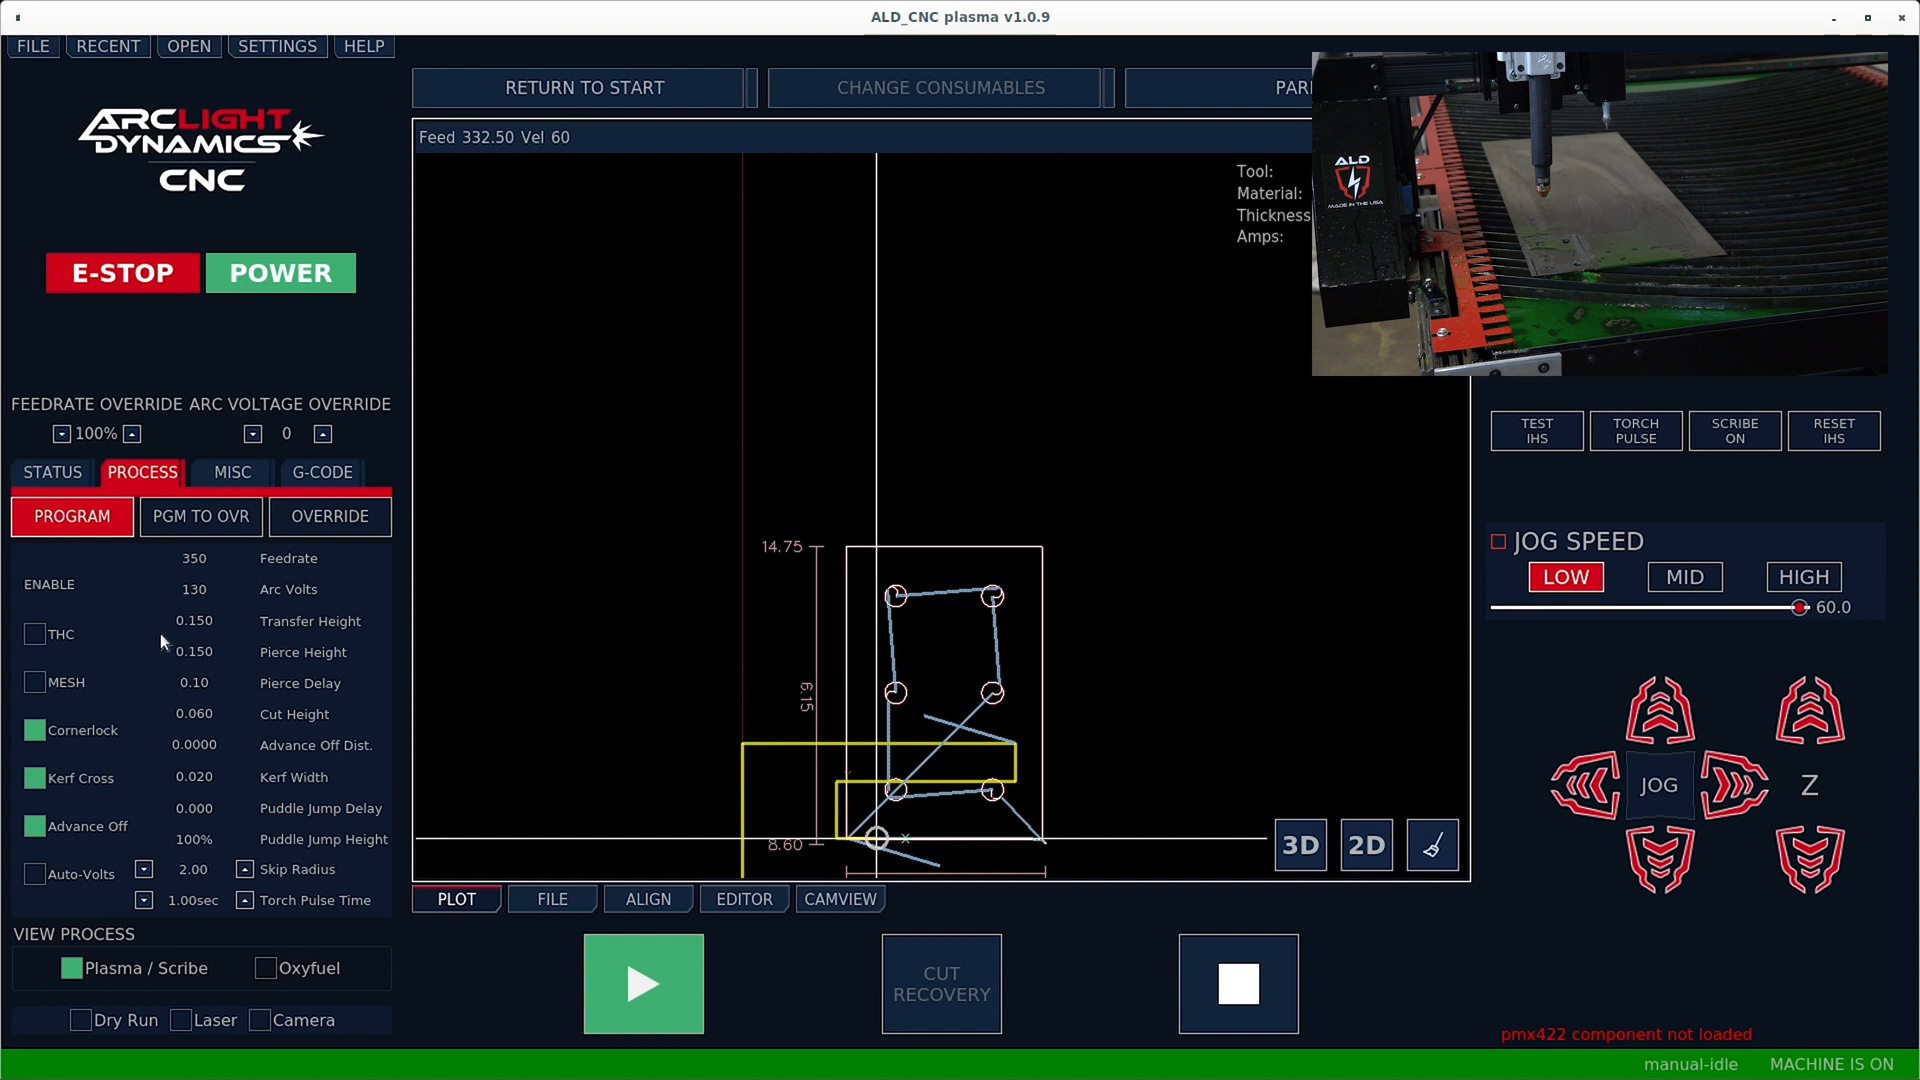 ALD_CNC plasma v1.0.9
FILE RECENT OPEN SETTINGS HELP
ARCLIGHT
DYNAMICS
CNC
E-STOP POWER
FEEDRATE OVERRIDE ARC VOLTAGE OVERRIDE
100% 0
STATUS PROCESS MISC G-CODE
PROGRAM PGM TO OVR OVERRIDE
350 Feedrate
ENABLE
130 Arc Volts
0.150 Transfer Height
THC
0.150 Pierce Height
MESH 0.10 Pierce Delay
0.060 Cut Height
Cornerlock
0.0000 Advance Off Dist.
Kerf Cross 0.020 Kerf Width
0.000 Puddle Jump Delay
Advance Off
100% Puddle Jump Height
Auto-Volts 2.00 Skip Radius
1.00sec Torch Pulse Time
VIEW PROCESS
Plasma / Scribe Oxyfuel
Dry Run Laser Camera
RETURN TO START CHANGE CONSUMABLES
Feed 332.50 Vel 60
Tool:
Material:
Thickness
Amps:
14.75
6.15
8.60
3D 2D
PLOT FILE ALIGN EDITOR CAMVIEW
CUT
RECOVERY
ALD
MADE IN THE USA
TEST
IHS
TORCH
PULSE
SCRIBE
ON
RESET
IHS
JOG SPEED
LOW MID HIGH
60.0
JOG Z
pmx422 component not loaded
manual-idle MACHINE IS ON